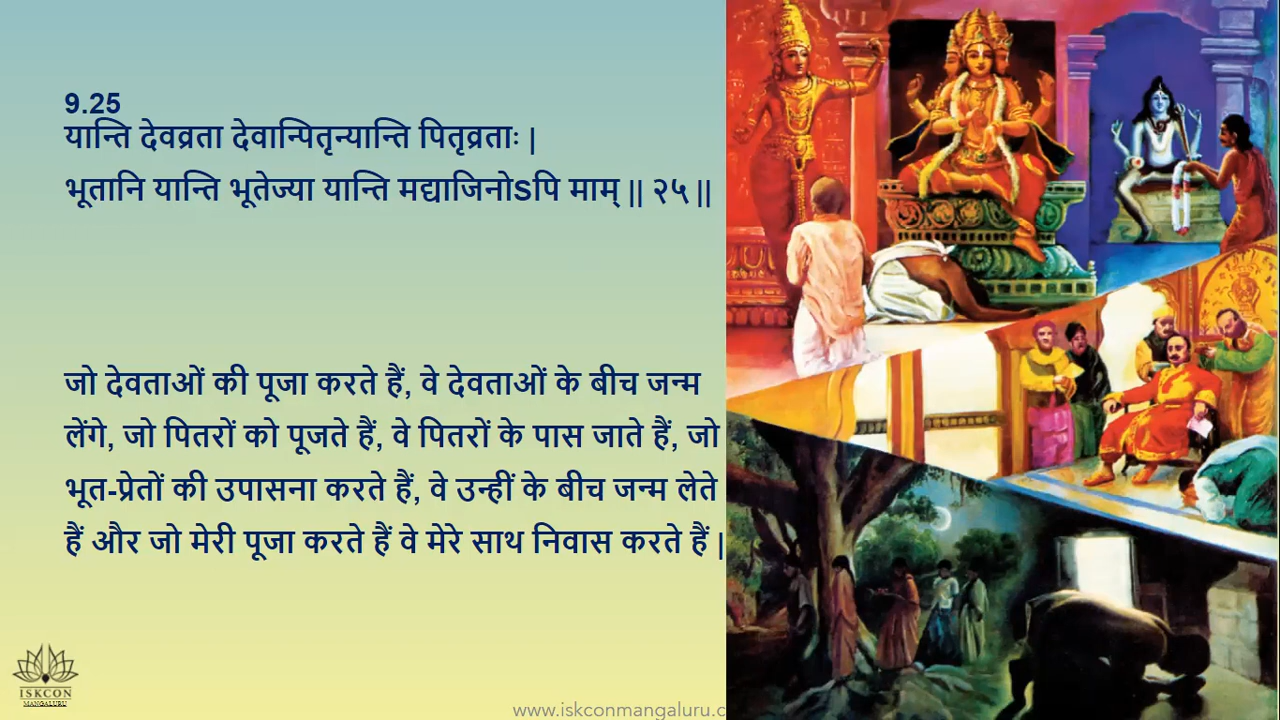 9.25
यान्ति देवव्रता देवान्पितृन्यान्ति पितृव्रताः |
भूतानि यान्ति भूतेज्या यान्ति मद्याजिनोSपि माम् || २५ ||
जो देवताओं की पूजा करते हैं, वे देवताओं के बीच जन्म
लेंगे, जो पितरों को पूजते हैं, वे पितरों के पास जाते हैं, जो
भूत-प्रेतों की उपासना करते हैं, वे उन्हीं के बीच जन्म लेते
हैं और जो मेरी पूजा करते हैं वे मेरे साथ निवास करते हैं |
ISKCON
MANGALURU
www.iskconmangaluru.c